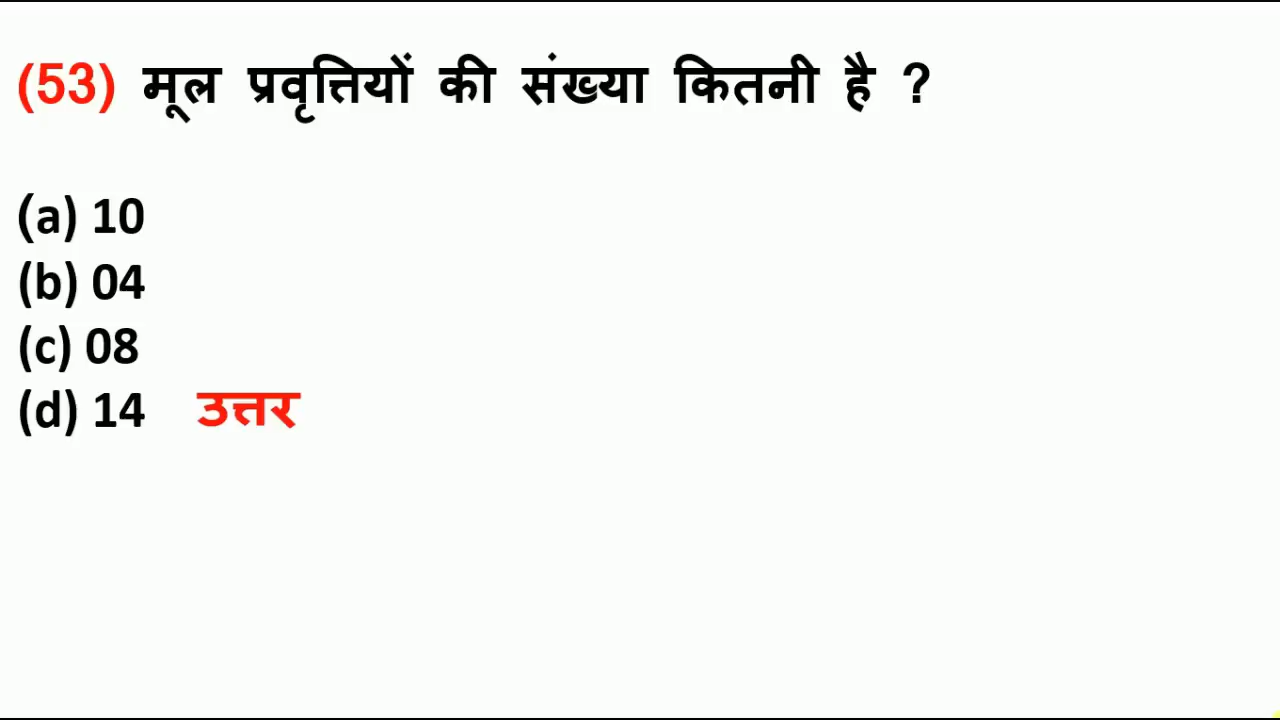 (53) मूल प्रवृत्तियों की संख्या कितनी है ?
(a) 10
(b) 04
(c) 08
(d) 14 उत्तर